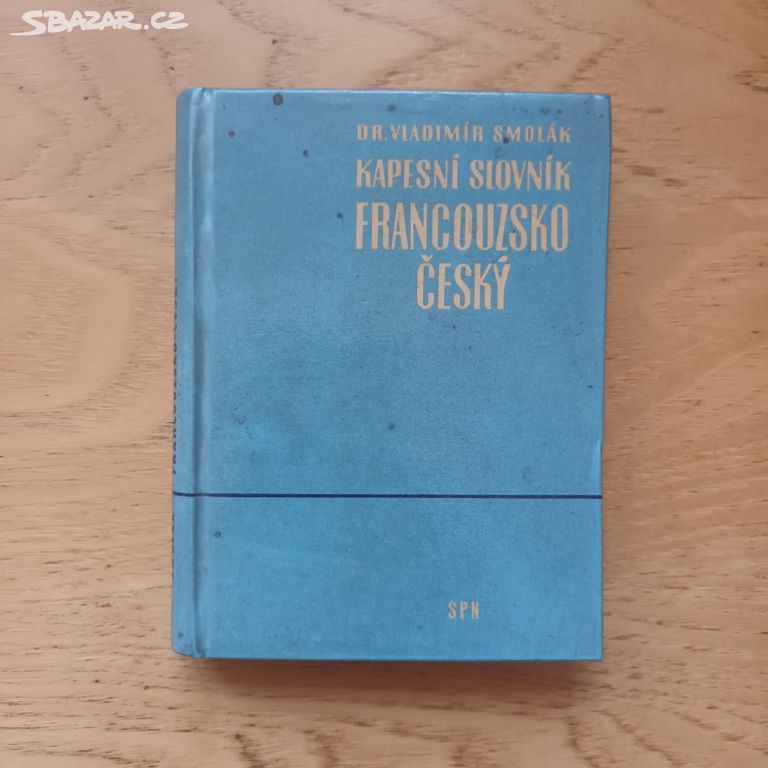 SBAZAR.CZ
DR. VLADIMÍR SMOLÁK
KAPESNÍ SLOVNÍK
FRANCOUZSKO
ČESKÝ
SPN